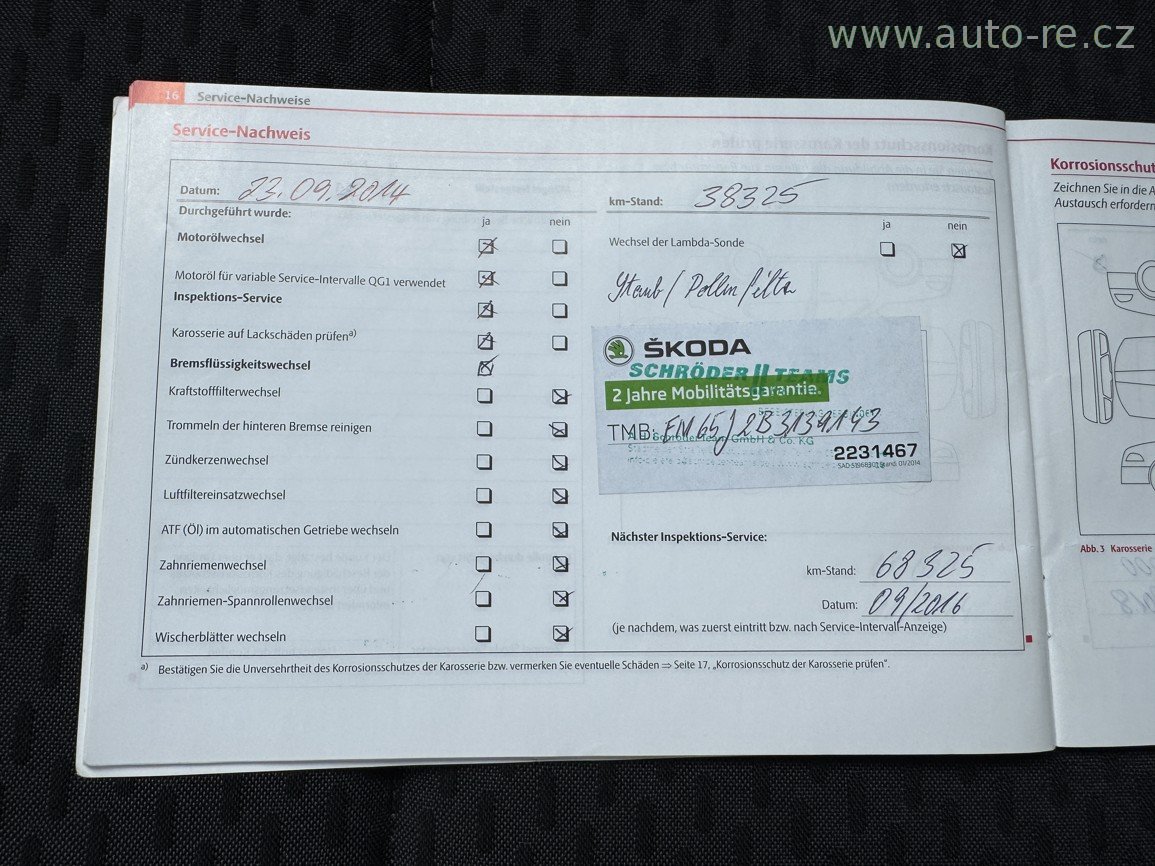 www.auto-re.cz
16 Service-Nachweise
Service-Nachweis
Datum: 23.09.2014
km-Stand: 38325
Durchgeführt wurde:
ja nein
ja nein
Motorölwechsel
Wechsel der Lambda-Sonde
Motoröl für variable Service-Intervalle QG1 verwendet
Staub/Pollenfilter
Inspektions-Service
Karosserie auf Lackschäden prüfen a)
Bremsflüssigkeitswechsel
Kraftstofffilterwechsel
Trommeln der hinteren Bremse reinigen
Zündkerzenwechsel
Luftfiltereinsatzwechsel
ATF (Öl) im automatischen Getriebe wechseln
Zahnriemenwechsel
Zahnriemen-Spannrollenwechsel
Wischerblätter wechseln
ŠKODA
SCHRÖDER TEAMS
2 Jahre Mobilitätsgarantie.
TMB: EM65J2B3139143
GmbH & Co. KG
2231467
Nächster Inspektions-Service:
km-Stand: 68325
Datum: 09/2016
(je nachdem, was zuerst eintritt bzw. nach Service-Intervall-Anzeige)
a) Bestätigen Sie die Unversehrtheit des Korrosionsschutzes der Karosserie bzw. vermerken Sie eventuelle Schäden ⇒ Seite 17, „Korrosionsschutz der Karosserie prüfen“.
Korrosionsschut
Zeichnen Sie in die A
Austausch erforder
Abb. 3 Karosserie